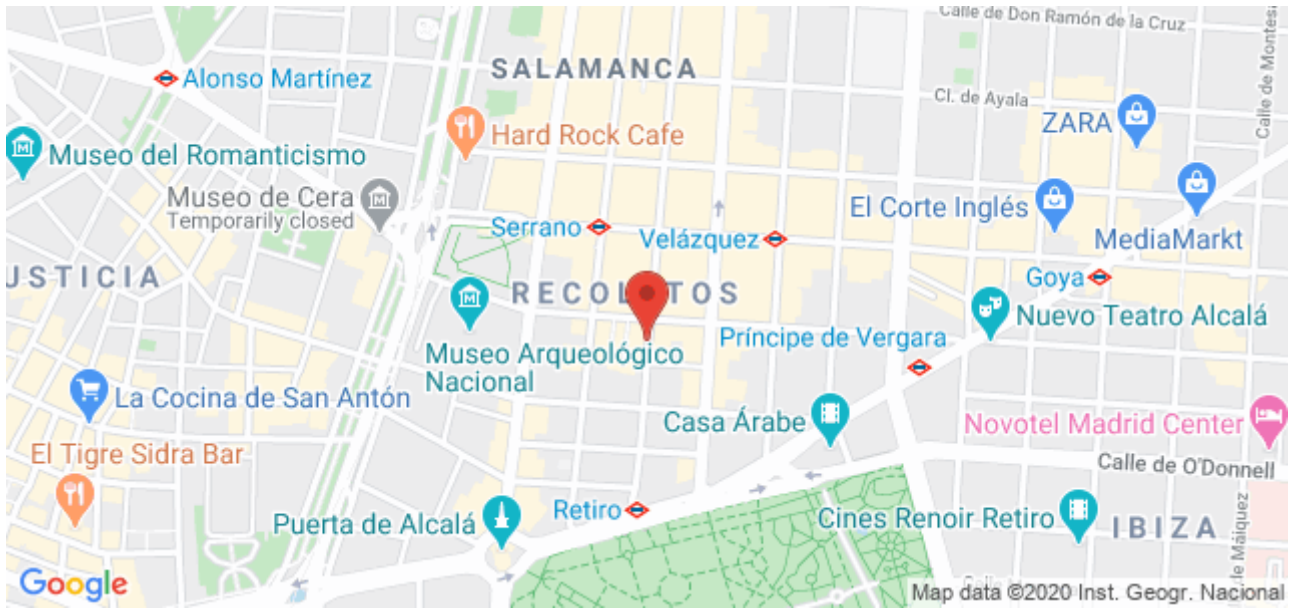 Calle de Don Ramón de la Cruz
SALAMANCA
Alonso Martínez
Cl. de Ayala
Calle de Montesa
ZARA
Hard Rock Cafe
Museo del Romanticismo
Museo de Cera
Temporarily closed
El Corte Inglés
Serrano
Velázquez
MediaMarkt
USTICIA
Goya
RECOL TOS
Nuevo Teatro Alcalá
Príncipe de Vergara
Museo Arqueológico
Nacional
La Cocina de San Antón
Casa Árabe
Novotel Madrid Center
El Tigre Sidra Bar
Calle de O'Donnell
Retiro
Puerta de Alcalá
Cines Renoir Retiro
IBIZA
le Máiquez
Google
Map data ©2020 Inst. Geogr. Nacional